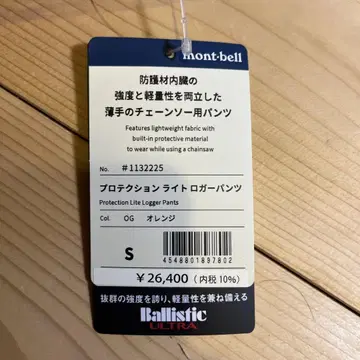 mont-bell
防護材内臓の
強度と軽量性を両立した
薄手のチェーンソー用パンツ
Features lightweight fabric with
built-in protective material
to wear while using a chainsaw
No. #1132225
プロテクション ライト ロガーパンツ
Protection Lite Logger Pants
Col. OG オレンジ
S
4548801897802
￥26,400 (内税10%)
抜群の強度を誇り、軽量性を兼ね備える
Ballistic
ULTRA